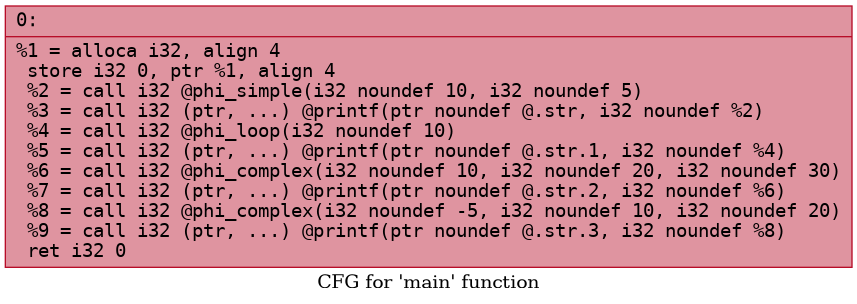 0:
%1 = alloca i32, align 4
store i32 0, ptr %1, align 4
%2 = call i32 @phi_simple(i32 noundef 10, i32 noundef 5)
%3 = call i32 (ptr, ...) @printf(ptr noundef @.str, i32 noundef %2)
%4 = call i32 @phi_loop(i32 noundef 10)
%5 = call i32 (ptr, ...) @printf(ptr noundef @.str.1, i32 noundef %4)
%6 = call i32 @phi_complex(i32 noundef 10, i32 noundef 20, i32 noundef 30)
%7 = call i32 (ptr, ...) @printf(ptr noundef @.str.2, i32 noundef %6)
%8 = call i32 @phi_complex(i32 noundef -5, i32 noundef 10, i32 noundef 20)
%9 = call i32 (ptr, ...) @printf(ptr noundef @.str.3, i32 noundef %8)
ret i32 0
CFG for 'main' function